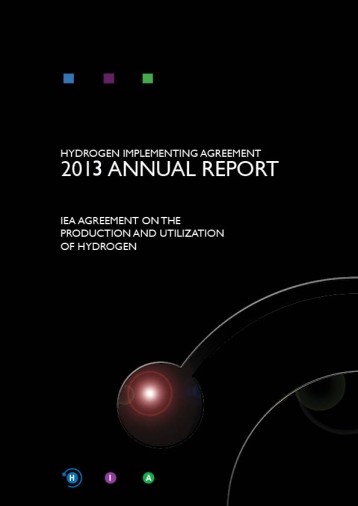 HYDROGEN IMPLEMENTING AGREEMENT
2013 ANNUAL REPORT
IEA AGREEMENT ON THE
PRODUCTION AND UTILIZATION
OF HYDROGEN
H I A